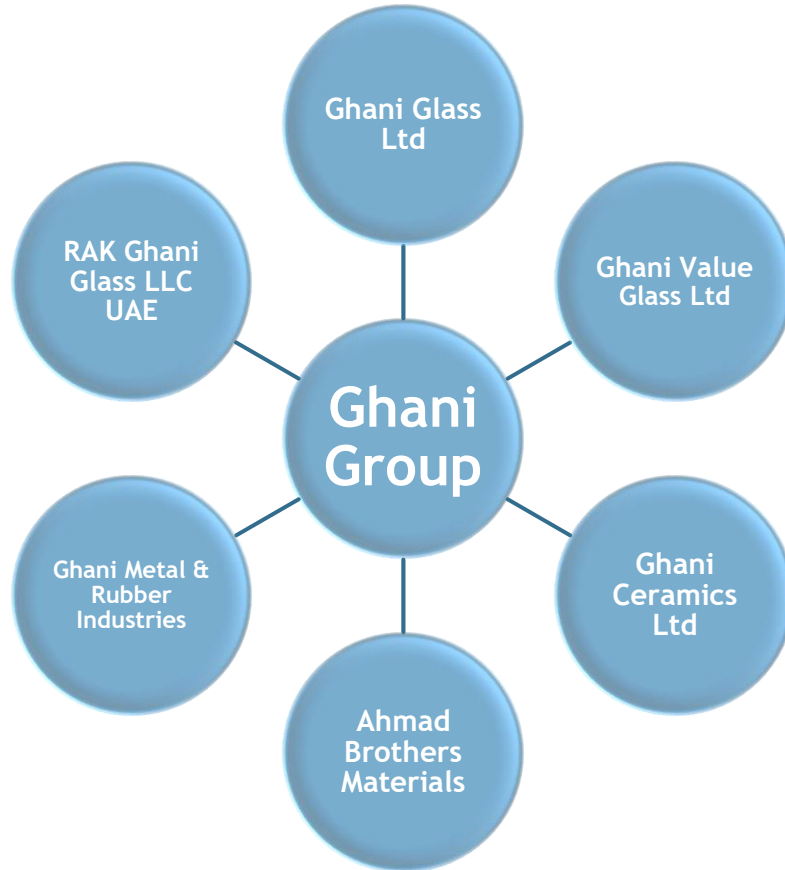 Ghani Glass
Ltd
RAK Ghani
Glass LLC
UAE
Ghani Value
Glass Ltd
Ghani
Group
Ghani Metal &
Rubber
Industries
Ghani
Ceramics
Ltd
Ahmad
Brothers
Materials